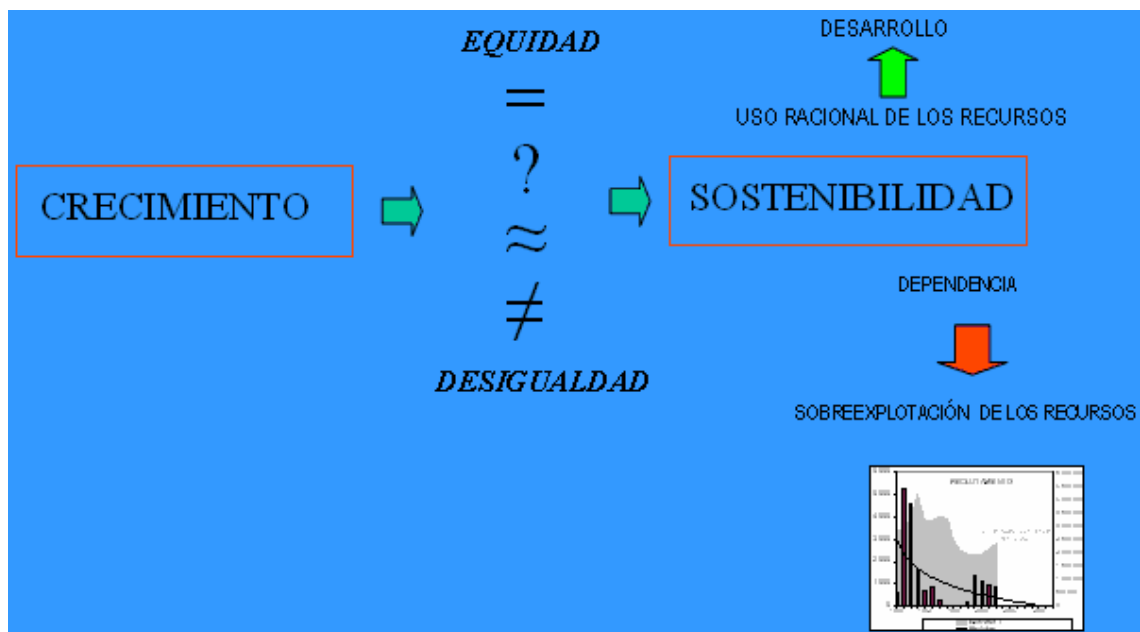 EQUIDAD
=
?
≈
≠
DESIGUALDAD
CRECIMIENTO
SOSTENIBILIDAD
DESARROLLO
USO RACIONAL DE LOS RECURSOS
DEPENDENCIA
SOBREEXPLOTACIÓN DE LOS RECURSOS